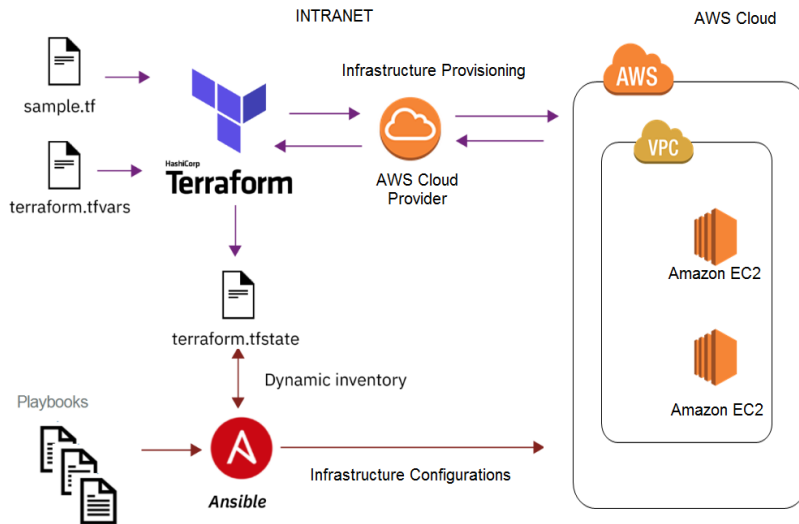 INTRANET
AWS Cloud
Infrastructure Provisioning
AWS
sample.tf
VPC
HashiCorp
Terraform
AWS Cloud
Provider
terraform.tfvars
Amazon EC2
terraform.tfstate
Dynamic inventory
Amazon EC2
Playbooks
Infrastructure Configurations
Ansible